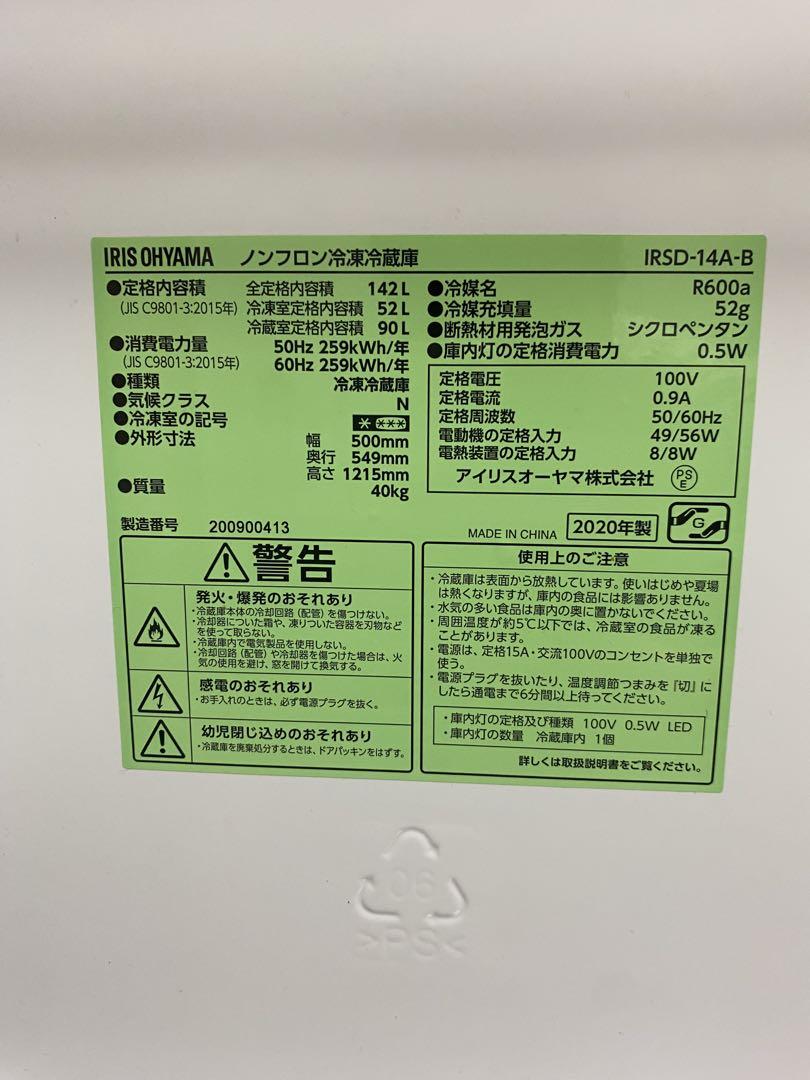 IRIS OHYAMA ノンフロン冷凍冷蔵庫 IRSD-14A-B
●定格内容積 全定格内容積 142L
(JIS C9801-3:2015年) 冷凍室定格内容積 52L
冷蔵室定格内容積 90L
●消費電力量 50Hz 259kWh/年
(JIS C9801-3:2015年) 60Hz 259kWh/年
●種類 冷凍冷蔵庫
●気候クラス N
●冷凍室の記号 * ***
●外形寸法 幅 500mm
奥行 549mm
高さ 1215mm
●質量 40kg
●冷媒名 R600a
●冷媒充填量 52g
●断熱材用発泡ガス シクロペンタン
●庫内灯の定格消費電力 0.5W
定格電圧 100V
定格電流 0.9A
定格周波数 50/60Hz
電動機の定格入力 49/56W
電熱装置の定格入力 8/8W
アイリスオーヤマ株式会社 PS E
製造番号 200900413
MADE IN CHINA 2020年製 G
警告
発火・爆発のおそれあり
・冷蔵庫本体の冷却回路(配管)を傷つけない。
・冷却器についた霜や、凍りついた容器を刃物など
を使って取らない。
・冷蔵庫内で電気製品を使用しない。
・冷却回路(配管)や冷却器を傷つけた場合は、火
気の使用を避け、窓を開けて換気する。
感電のおそれあり
・お手入れのときは、必ず電源プラグを抜く。
幼児閉じ込めのおそれあり
・冷蔵庫を廃棄処分するときは、ドアパッキンをはずす。
使用上のご注意
・冷蔵庫は表面から放熱しています。使いはじめや夏場
は熱くなりますが、庫内の食品には影響ありません。
・水気の多い食品は庫内の奥に置かないでください。
・周囲温度が約5℃以下では、冷蔵室の食品が凍る
ことがあります。
・電源は、定格15A・交流100Vのコンセントを単独で
使う。
・電源プラグを抜いたり、温度調節つまみを『切』に
したら通電まで6分間以上待ってください。
・庫内灯の定格及び種類 100V 0.5W LED
・庫内灯の数量 冷蔵庫内 1個
詳しくは取扱説明書をご覧ください。
06
>PS<